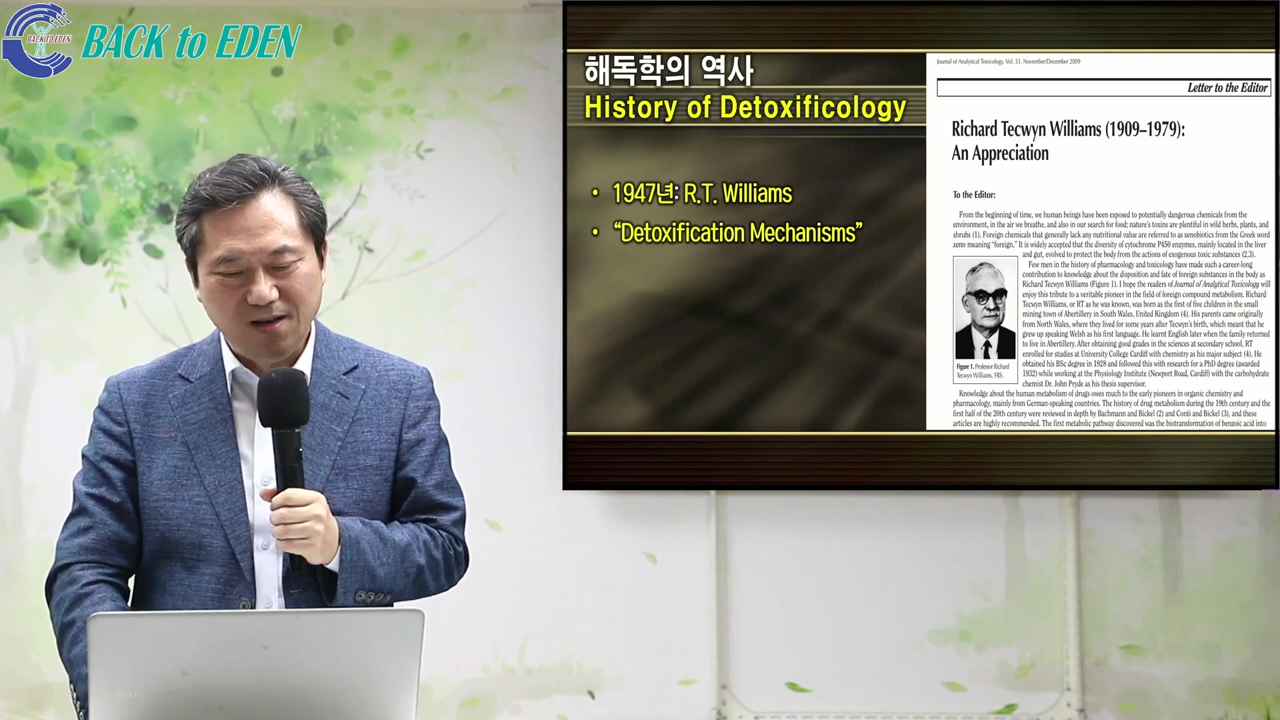 BACK TO EDEN
BACK to EDEN
해독학의 역사
History of Detoxificology
• 1947년: R.T. Williams
• “Detoxification Mechanisms”
Journal of Analytical Toxicology, Vol. 33, November/December 2009
Letter to the Editor
Richard Tecwyn Williams (1909–1979):
An Appreciation
To the Editor:
From the beginning of time, we human beings have been exposed to potentially dangerous chemicals from the
environment, in the air we breathe, and also in our search for food; nature's toxins are plentiful in wild herbs, plants, and
shrubs (1). Foreign chemicals that generally lack any nutritional value are referred to as xenobiotics from the Greek word
xeno meaning “foreign.” It is widely accepted that the diversity of cytochrome P450 enzymes, mainly located in the liver
and gut, evolved to protect the body from the actions of exogenous toxic substances (2,3).
Few men in the history of pharmacology and toxicology have made such a career-long
contribution to knowledge about the disposition and fate of foreign substances in the body as
Richard Tecwyn Williams (Figure 1). I hope the readers of Journal of Analytical Toxicology will
enjoy this tribute to a veritable pioneer in the field of foreign compound metabolism. Richard
Tecwyn Williams, or RT as he was known, was born as the first of five children in the small
mining town of Abertillery in South Wales, United Kingdom (4). His parents came originally
from North Wales, where they lived for some years after Tecwyn's birth, which meant that he
grew up speaking Welsh as his first language. He learnt English later when the family returned
to live in Abertillery. After obtaining good grades in the sciences at secondary school, RT
enrolled for studies at University College Cardiff with chemistry as his major subject (4). He
obtained his BSc degree in 1928 and followed this with research for a PhD degree (awarded
1932) while working at the Physiology Institute (Newport Road, Cardiff) with the carbohydrate
chemist Dr. John Pryde as his thesis supervisor.
Figure 1. Professor Richard
Tecwyn Williams, FRS.
Knowledge about the human metabolism of drugs owes much to the early pioneers in organic chemistry and
pharmacology, mainly from German-speaking countries. The history of drug metabolism during the 19th century and the
first half of the 20th century were reviewed in depth by Bachmann and Bickel (2) and Conti and Bickel (3), and these
articles are highly recommended. The first metabolic pathway discovered was the biotransformation of benzoic acid into